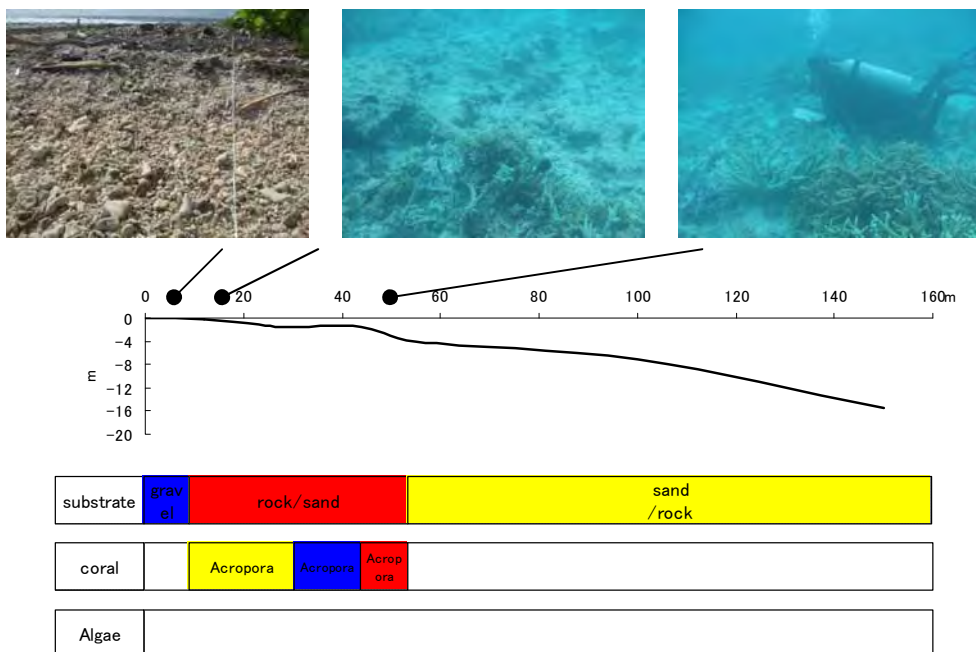 0 20 40 60 80 100 120 140 160m
0
-4
-8
-12
-16
-20
m
substrate
grav
el
rock/sand
sand
/rock
coral
Acropora
Acropora
Acrop
ora
Algae